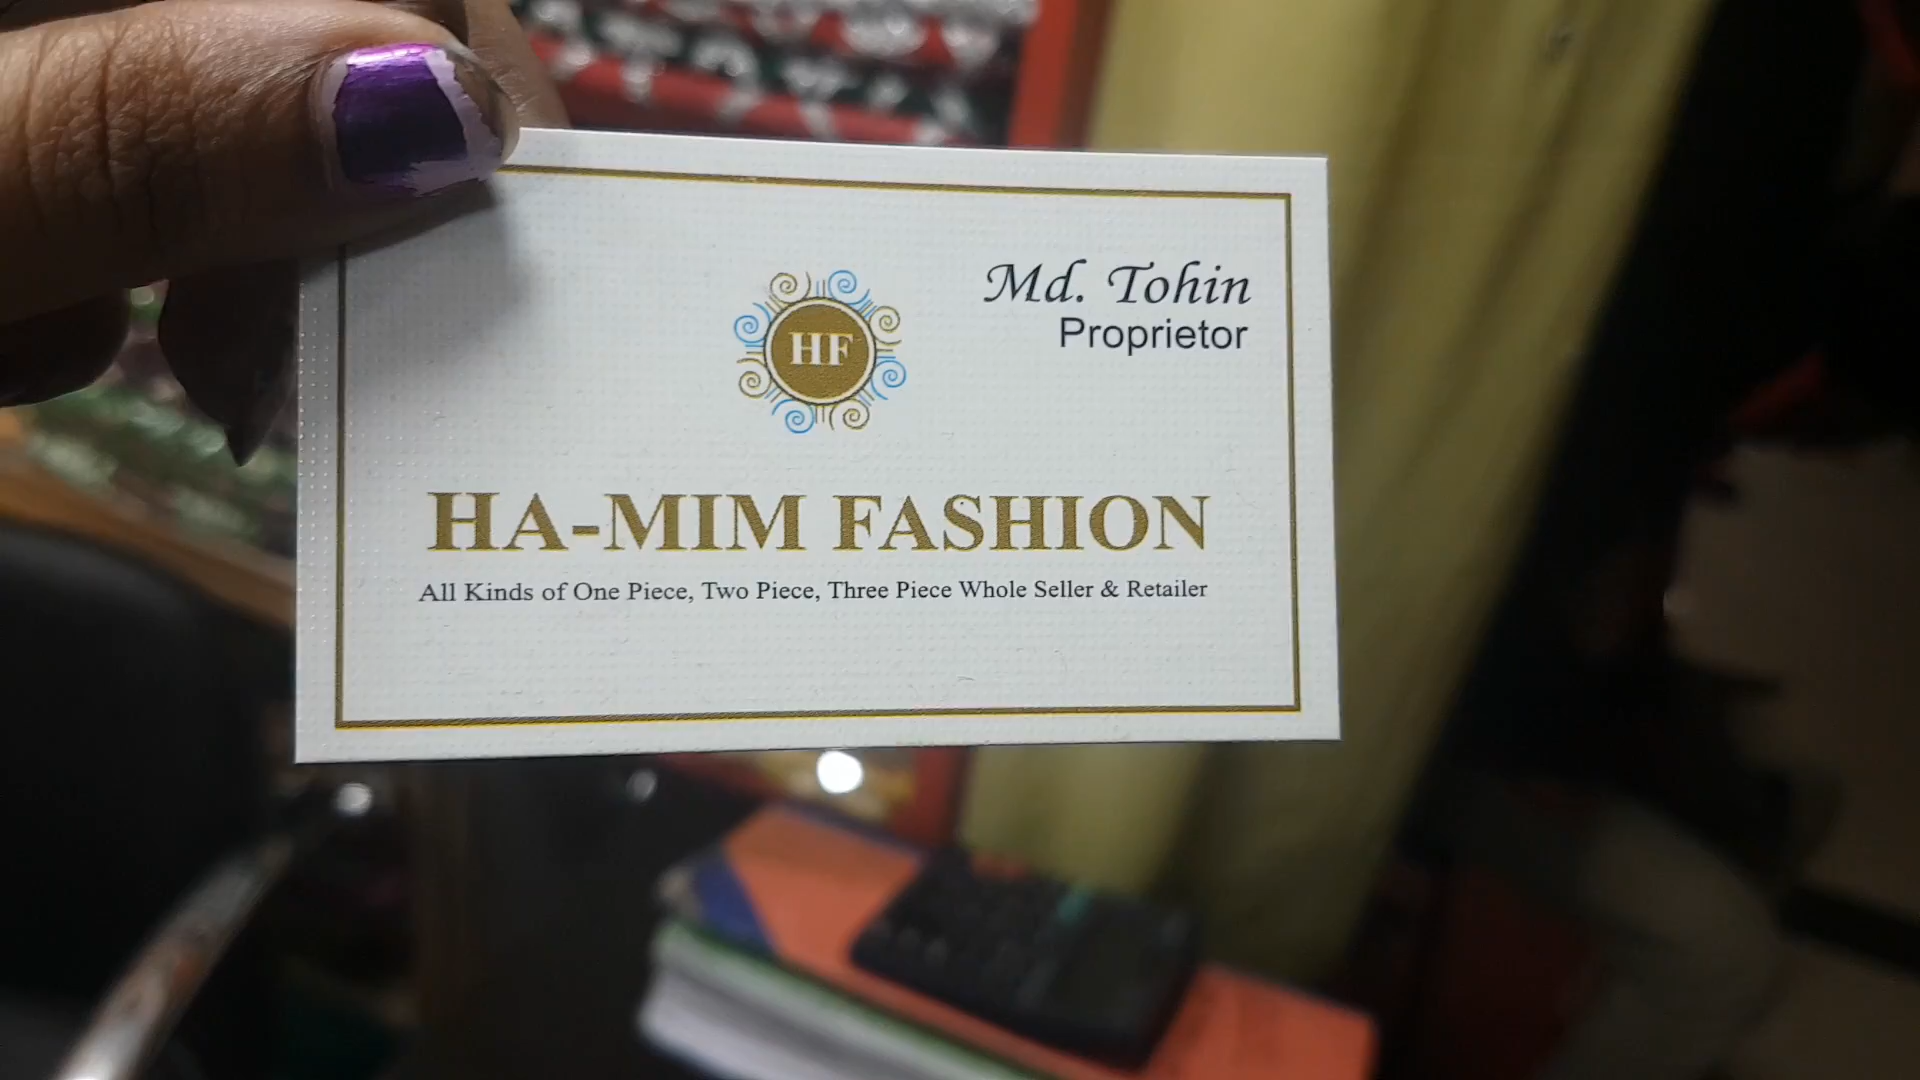 Md. Tohin
Proprietor
HF
HA-MIM FASHION
All Kinds of One Piece, Two Piece, Three Piece Whole Seller & Retailer